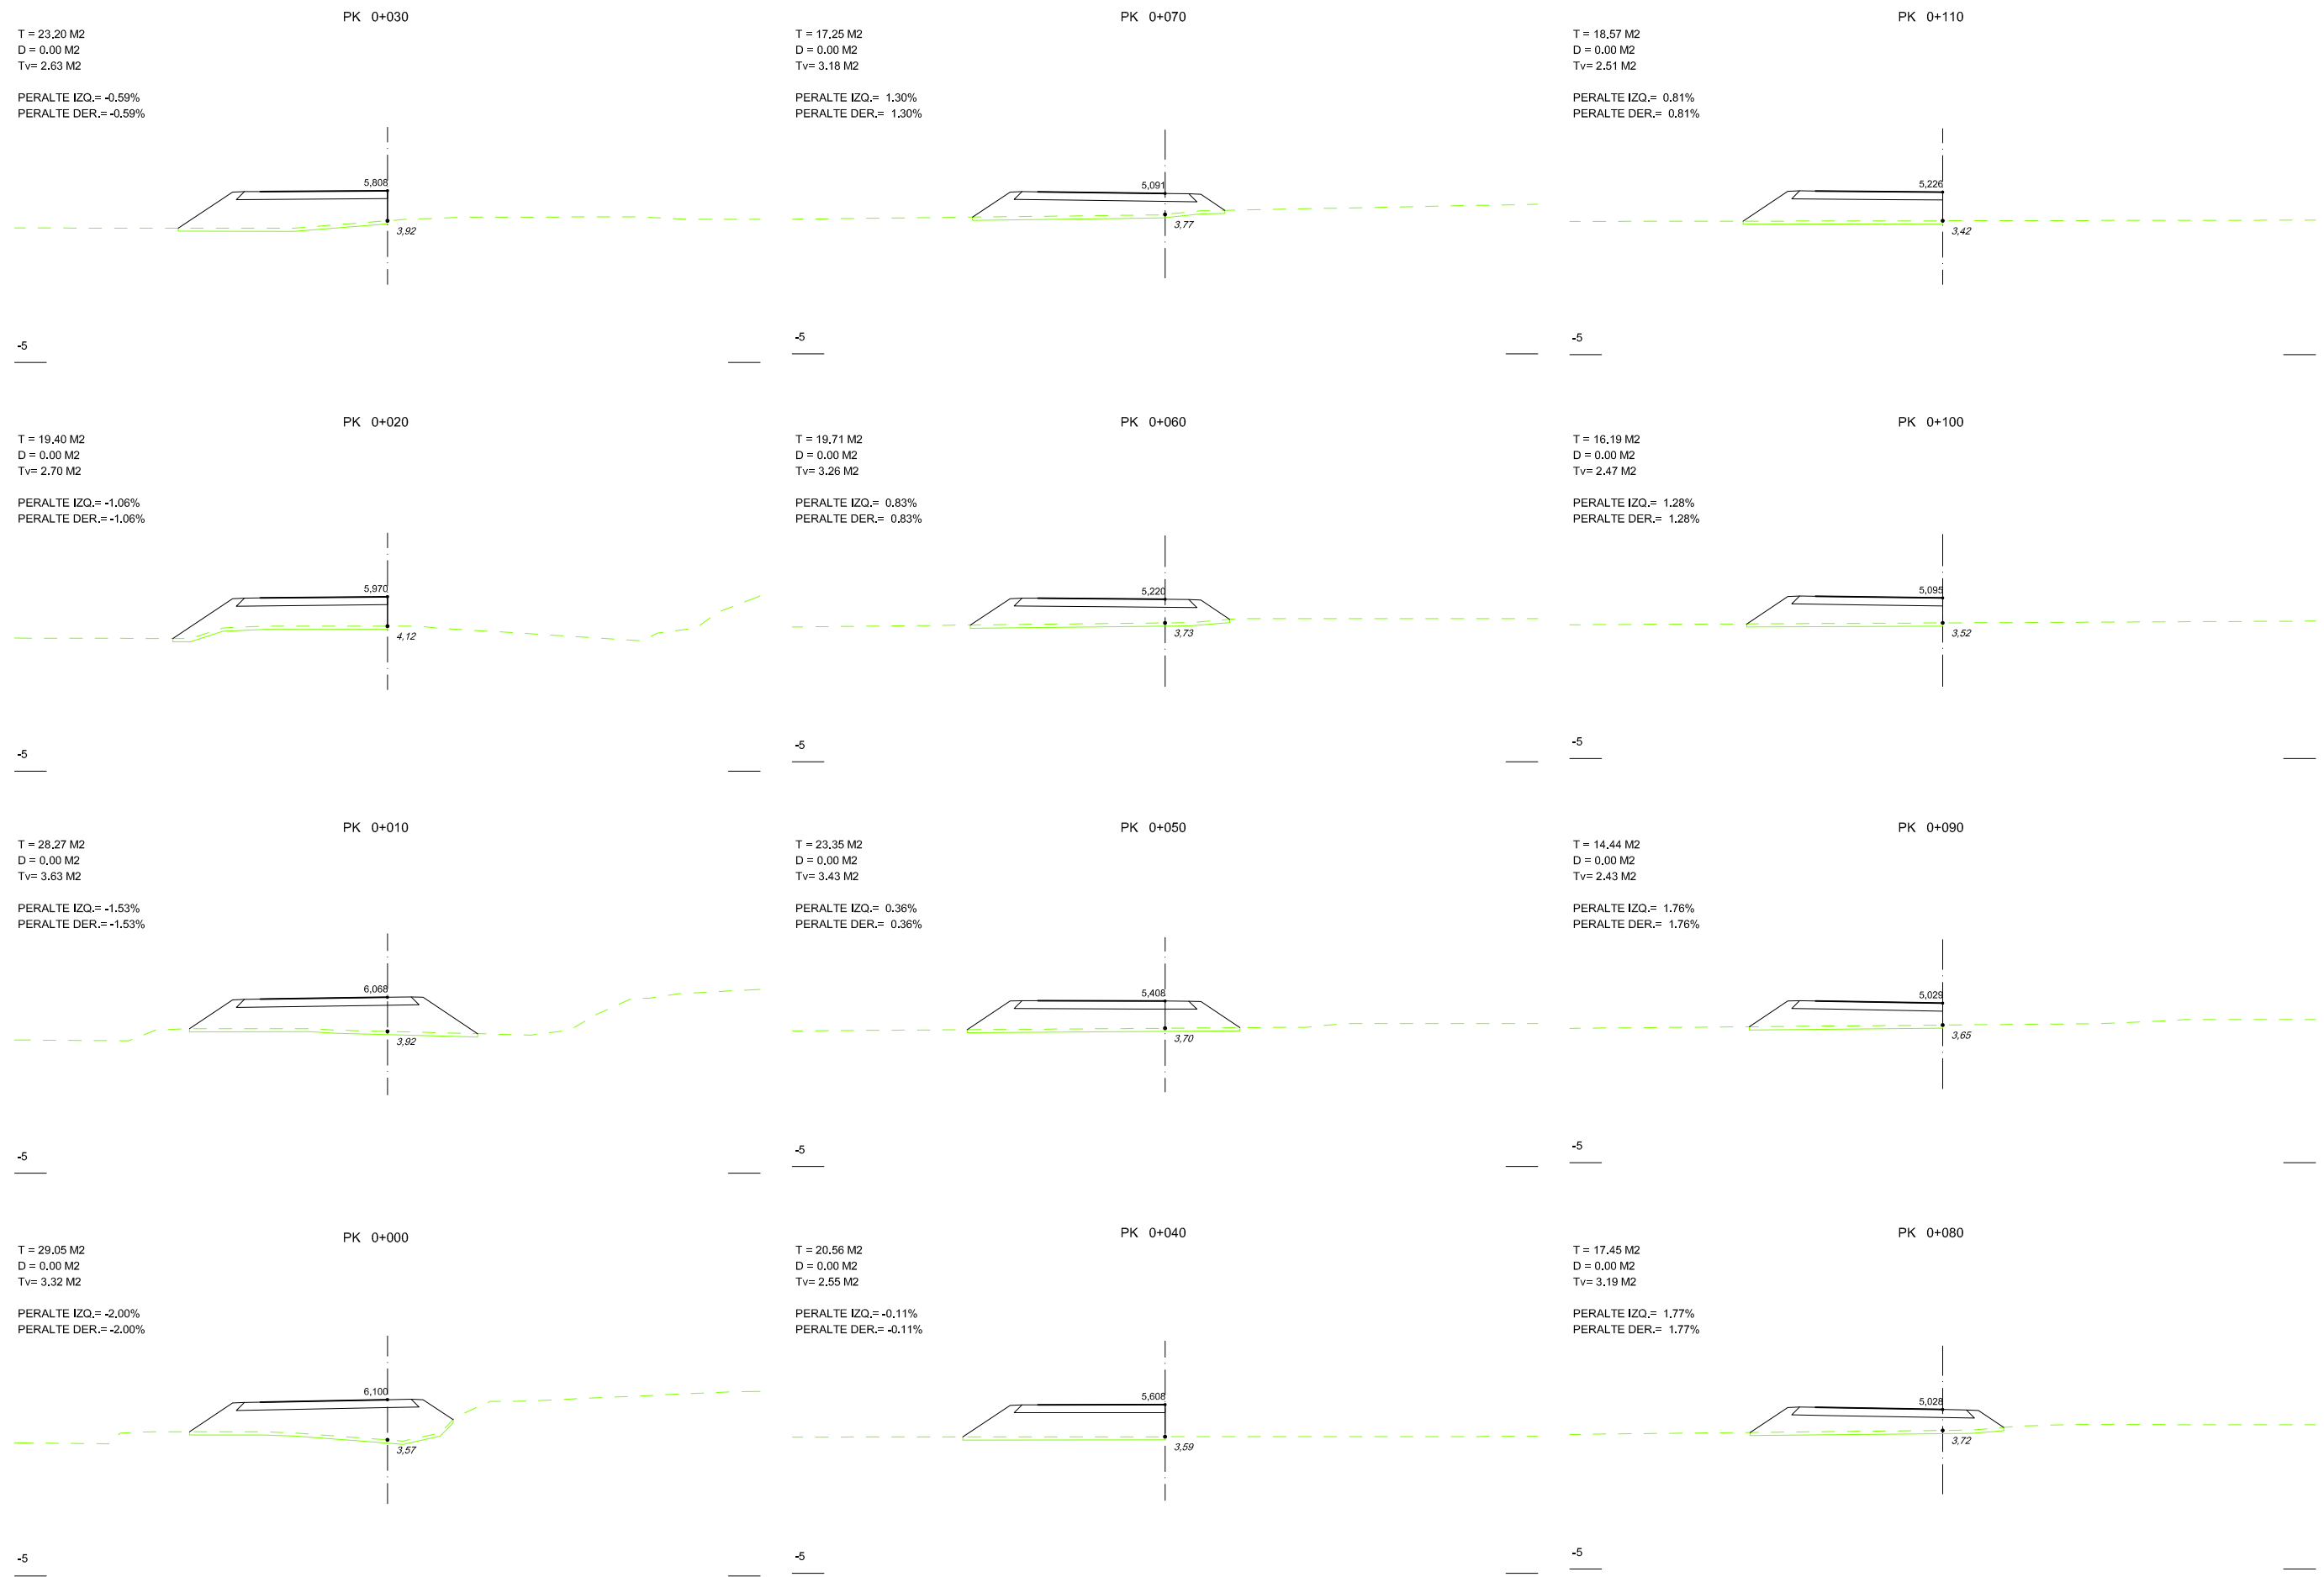 PK 0+030
T = 23.20 M2
D = 0.00 M2
Tv= 2.63 M2
PERALTE IZQ.= -0.59%
PERALTE DER.= -0.59%
5,808
3,92
-5
PK 0+070
T = 17.25 M2
D = 0.00 M2
Tv= 3.18 M2
PERALTE IZQ.= 1.30%
PERALTE DER.= 1.30%
5,091
3,77
-5
PK 0+110
T = 18.57 M2
D = 0.00 M2
Tv= 2.51 M2
PERALTE IZQ.= 0.81%
PERALTE DER.= 0.81%
5,226
3,42
-5
PK 0+020
T = 19.40 M2
D = 0.00 M2
Tv= 2.70 M2
PERALTE IZQ.= -1.06%
PERALTE DER.= -1.06%
5,970
4,12
-5
PK 0+060
T = 19.71 M2
D = 0.00 M2
Tv= 3.26 M2
PERALTE IZQ.= 0.83%
PERALTE DER.= 0.83%
5,220
3,73
-5
PK 0+100
T = 16.19 M2
D = 0.00 M2
Tv= 2.47 M2
PERALTE IZQ.= 1.28%
PERALTE DER.= 1.28%
5,095
3,52
-5
PK 0+010
T = 28.27 M2
D = 0.00 M2
Tv= 3.63 M2
PERALTE IZQ.= -1.53%
PERALTE DER.= -1.53%
6,068
3,92
-5
PK 0+050
T = 23.35 M2
D = 0.00 M2
Tv= 3.43 M2
PERALTE IZQ.= 0.36%
PERALTE DER.= 0.36%
5,408
3,70
-5
PK 0+090
T = 14.44 M2
D = 0.00 M2
Tv= 2.43 M2
PERALTE IZQ.= 1.76%
PERALTE DER.= 1.76%
5,029
3,65
-5
PK 0+000
T = 29.05 M2
D = 0.00 M2
Tv= 3.32 M2
PERALTE IZQ.= -2.00%
PERALTE DER.= -2.00%
6,100
3,57
-5
PK 0+040
T = 20.56 M2
D = 0.00 M2
Tv= 2.55 M2
PERALTE IZQ.= -0.11%
PERALTE DER.= -0.11%
5,608
3,59
-5
PK 0+080
T = 17.45 M2
D = 0.00 M2
Tv= 3.19 M2
PERALTE IZQ.= 1.77%
PERALTE DER.= 1.77%
5,028
3,72
-5